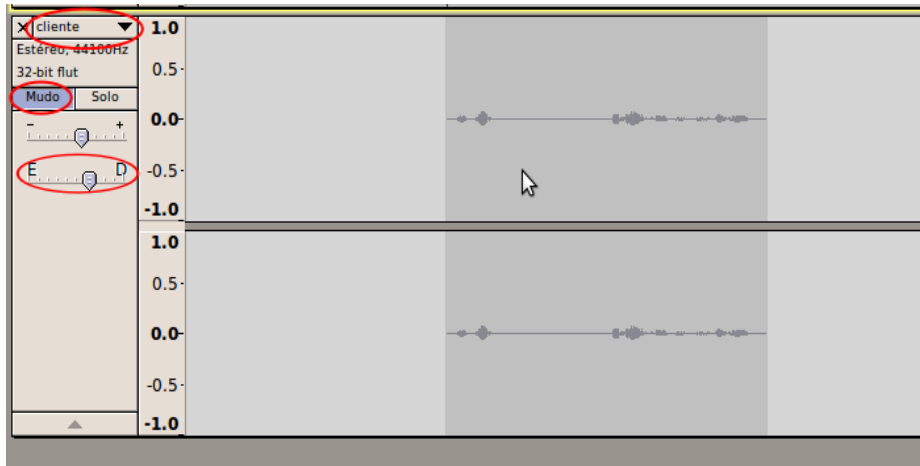 × cliente
Estéreo, 44100Hz
32-bit flut
Mudo Solo
- +
E D
1.0
0.5
0.0
-0.5
-1.0
1.0
0.5
0.0
-0.5
-1.0